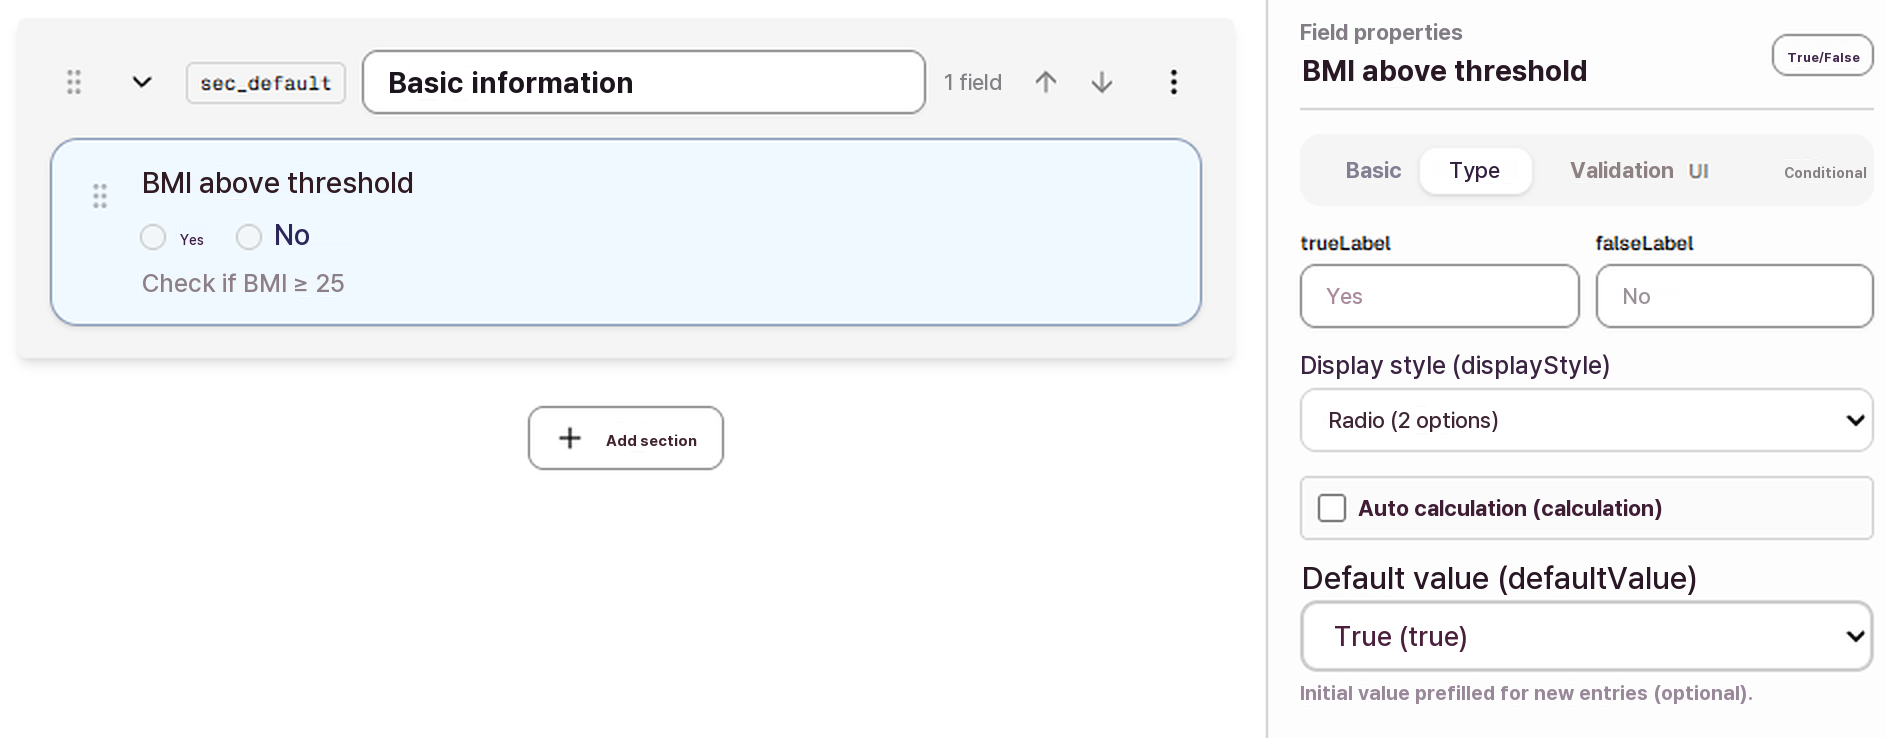 sec_default Basic information 1 field
BMI above threshold
Yes No
Check if BMI ≥ 25
Add section
Field properties
BMI above threshold True/False
Basic Type Validation UI Conditional
trueLabel falseLabel
Yes No
Display style (displayStyle)
Radio (2 options)
Auto calculation (calculation)
Default value (defaultValue)
True (true)
Initial value prefilled for new entries (optional).